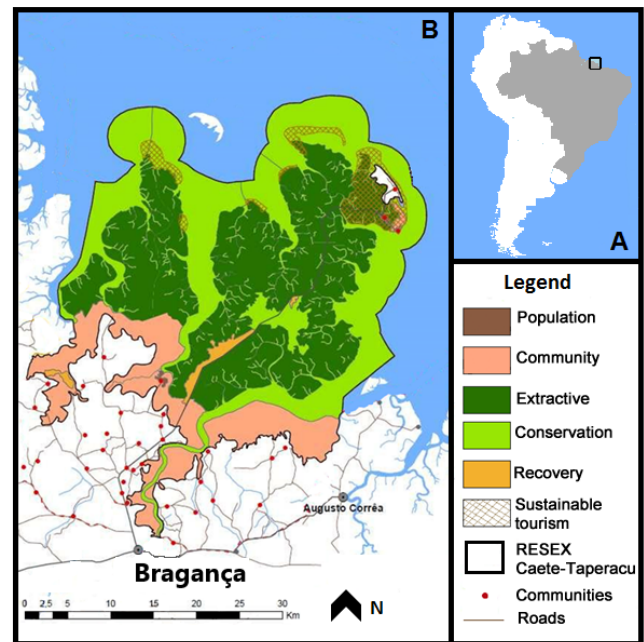 B
A
Augusto Corrêa
Bragança
0 2,5 5 10 15 20 25 30
Km
N
Legend
Population
Community
Extractive
Conservation
Recovery
Sustainable
tourism
RESEX
Caete-Taperacu
Communities
Roads